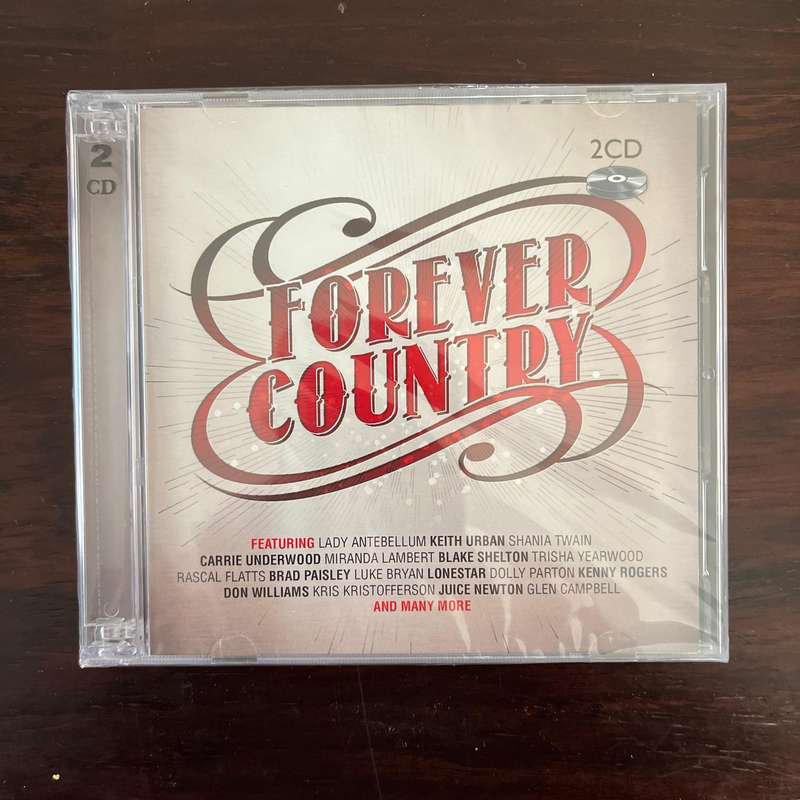 2
CD
2CD
FOREVER
COUNTRY
FEATURING LADY ANTEBELLUM KEITH URBAN SHANIA TWAIN
CARRIE UNDERWOOD MIRANDA LAMBERT BLAKE SHELTON TRISHA YEARWOOD
RASCAL FLATTS BRAD PAISLEY LUKE BRYAN LONESTAR DOLLY PARTON KENNY ROGERS
DON WILLIAMS KRIS KRISTOFFERSON JUICE NEWTON GLEN CAMPBELL
AND MANY MORE